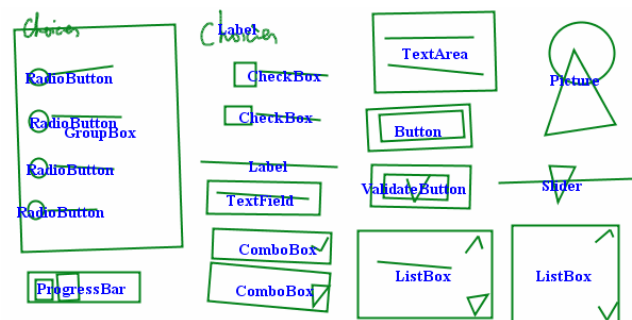 Choices
RadioButton
RadioButton
GroupBox
RadioButton
RadioButton
ProgressBar
Label
Choices
CheckBox
CheckBox
Label
TextField
ComboBox
ComboBox
TextArea
Button
ValidateButton
ListBox
Picture
Slider
ListBox